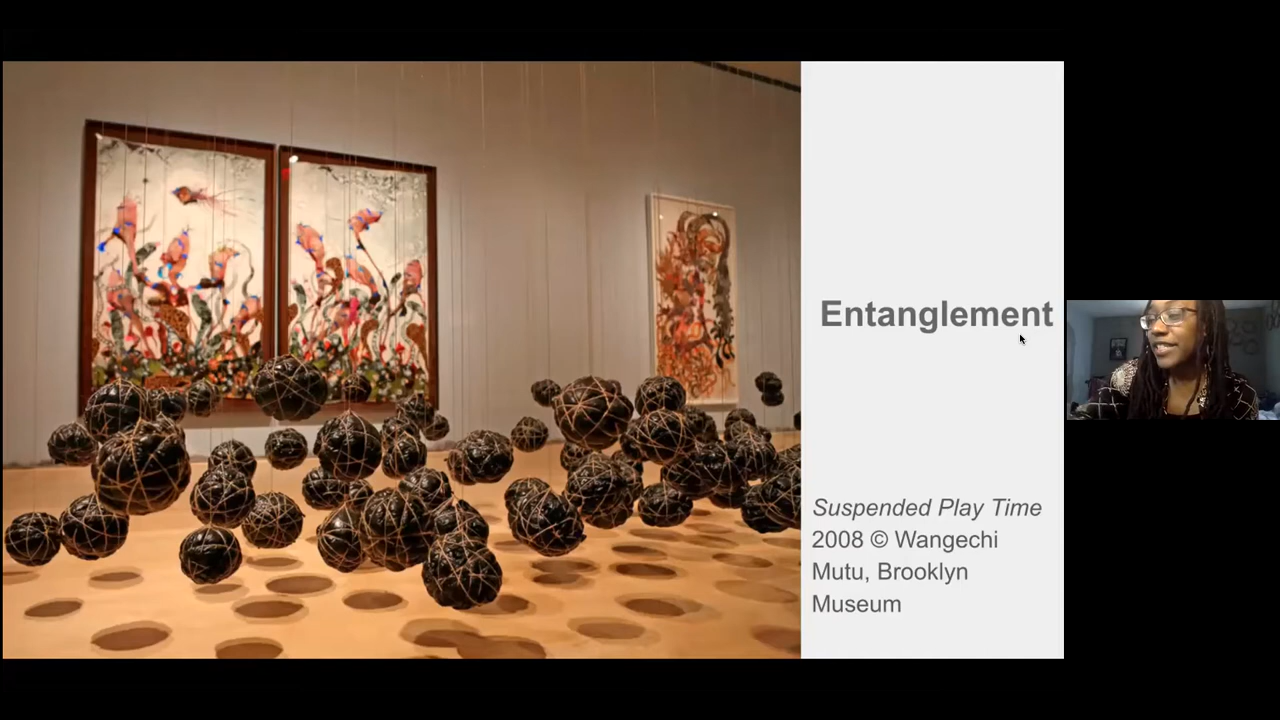 Entanglement
Suspended Play Time
2008 © Wangechi
Mutu, Brooklyn
Museum